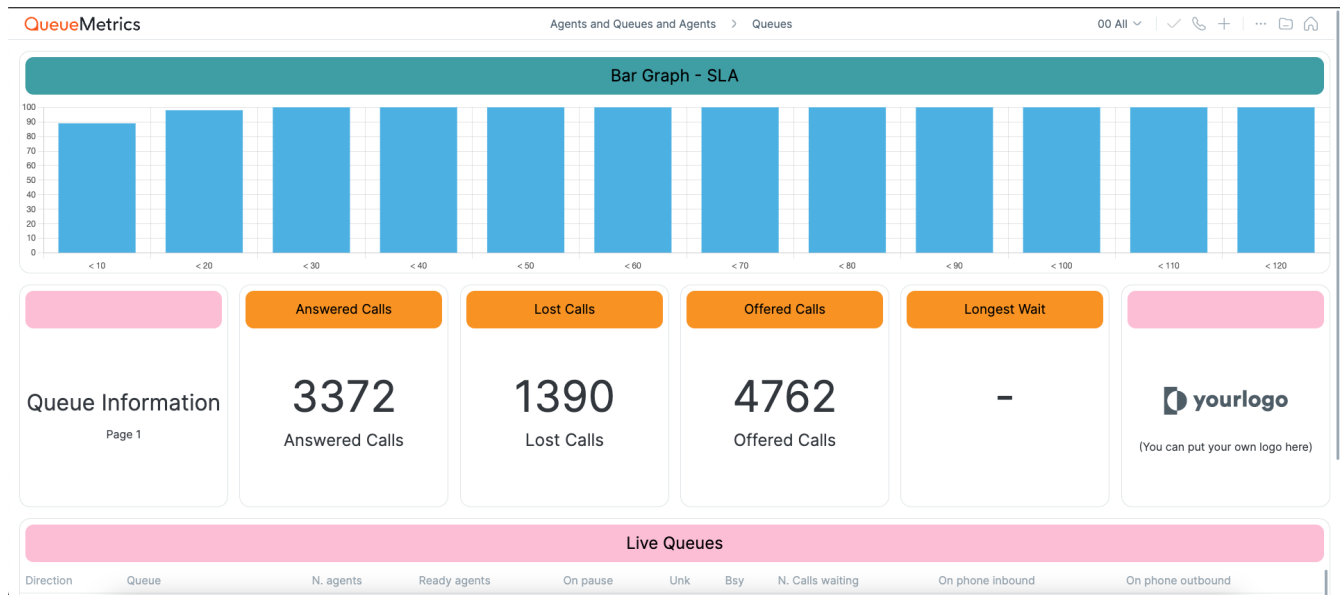 QueueMetrics
Agents and Queues and Agents > Queues
00 All
Bar Graph - SLA
100
90
80
70
60
50
40
30
20
10
0
< 10 < 20 < 30 < 40 < 50 < 60 < 70 < 80 < 90 < 100 < 110 < 120
Answered Calls Lost Calls Offered Calls Longest Wait
Queue Information
Page 1
3372
Answered Calls
1390
Lost Calls
4762
Offered Calls
-
yourlogo
(You can put your own logo here)
Live Queues
Direction Queue N. agents Ready agents On pause Unk Bsy N. Calls waiting On phone inbound On phone outbound